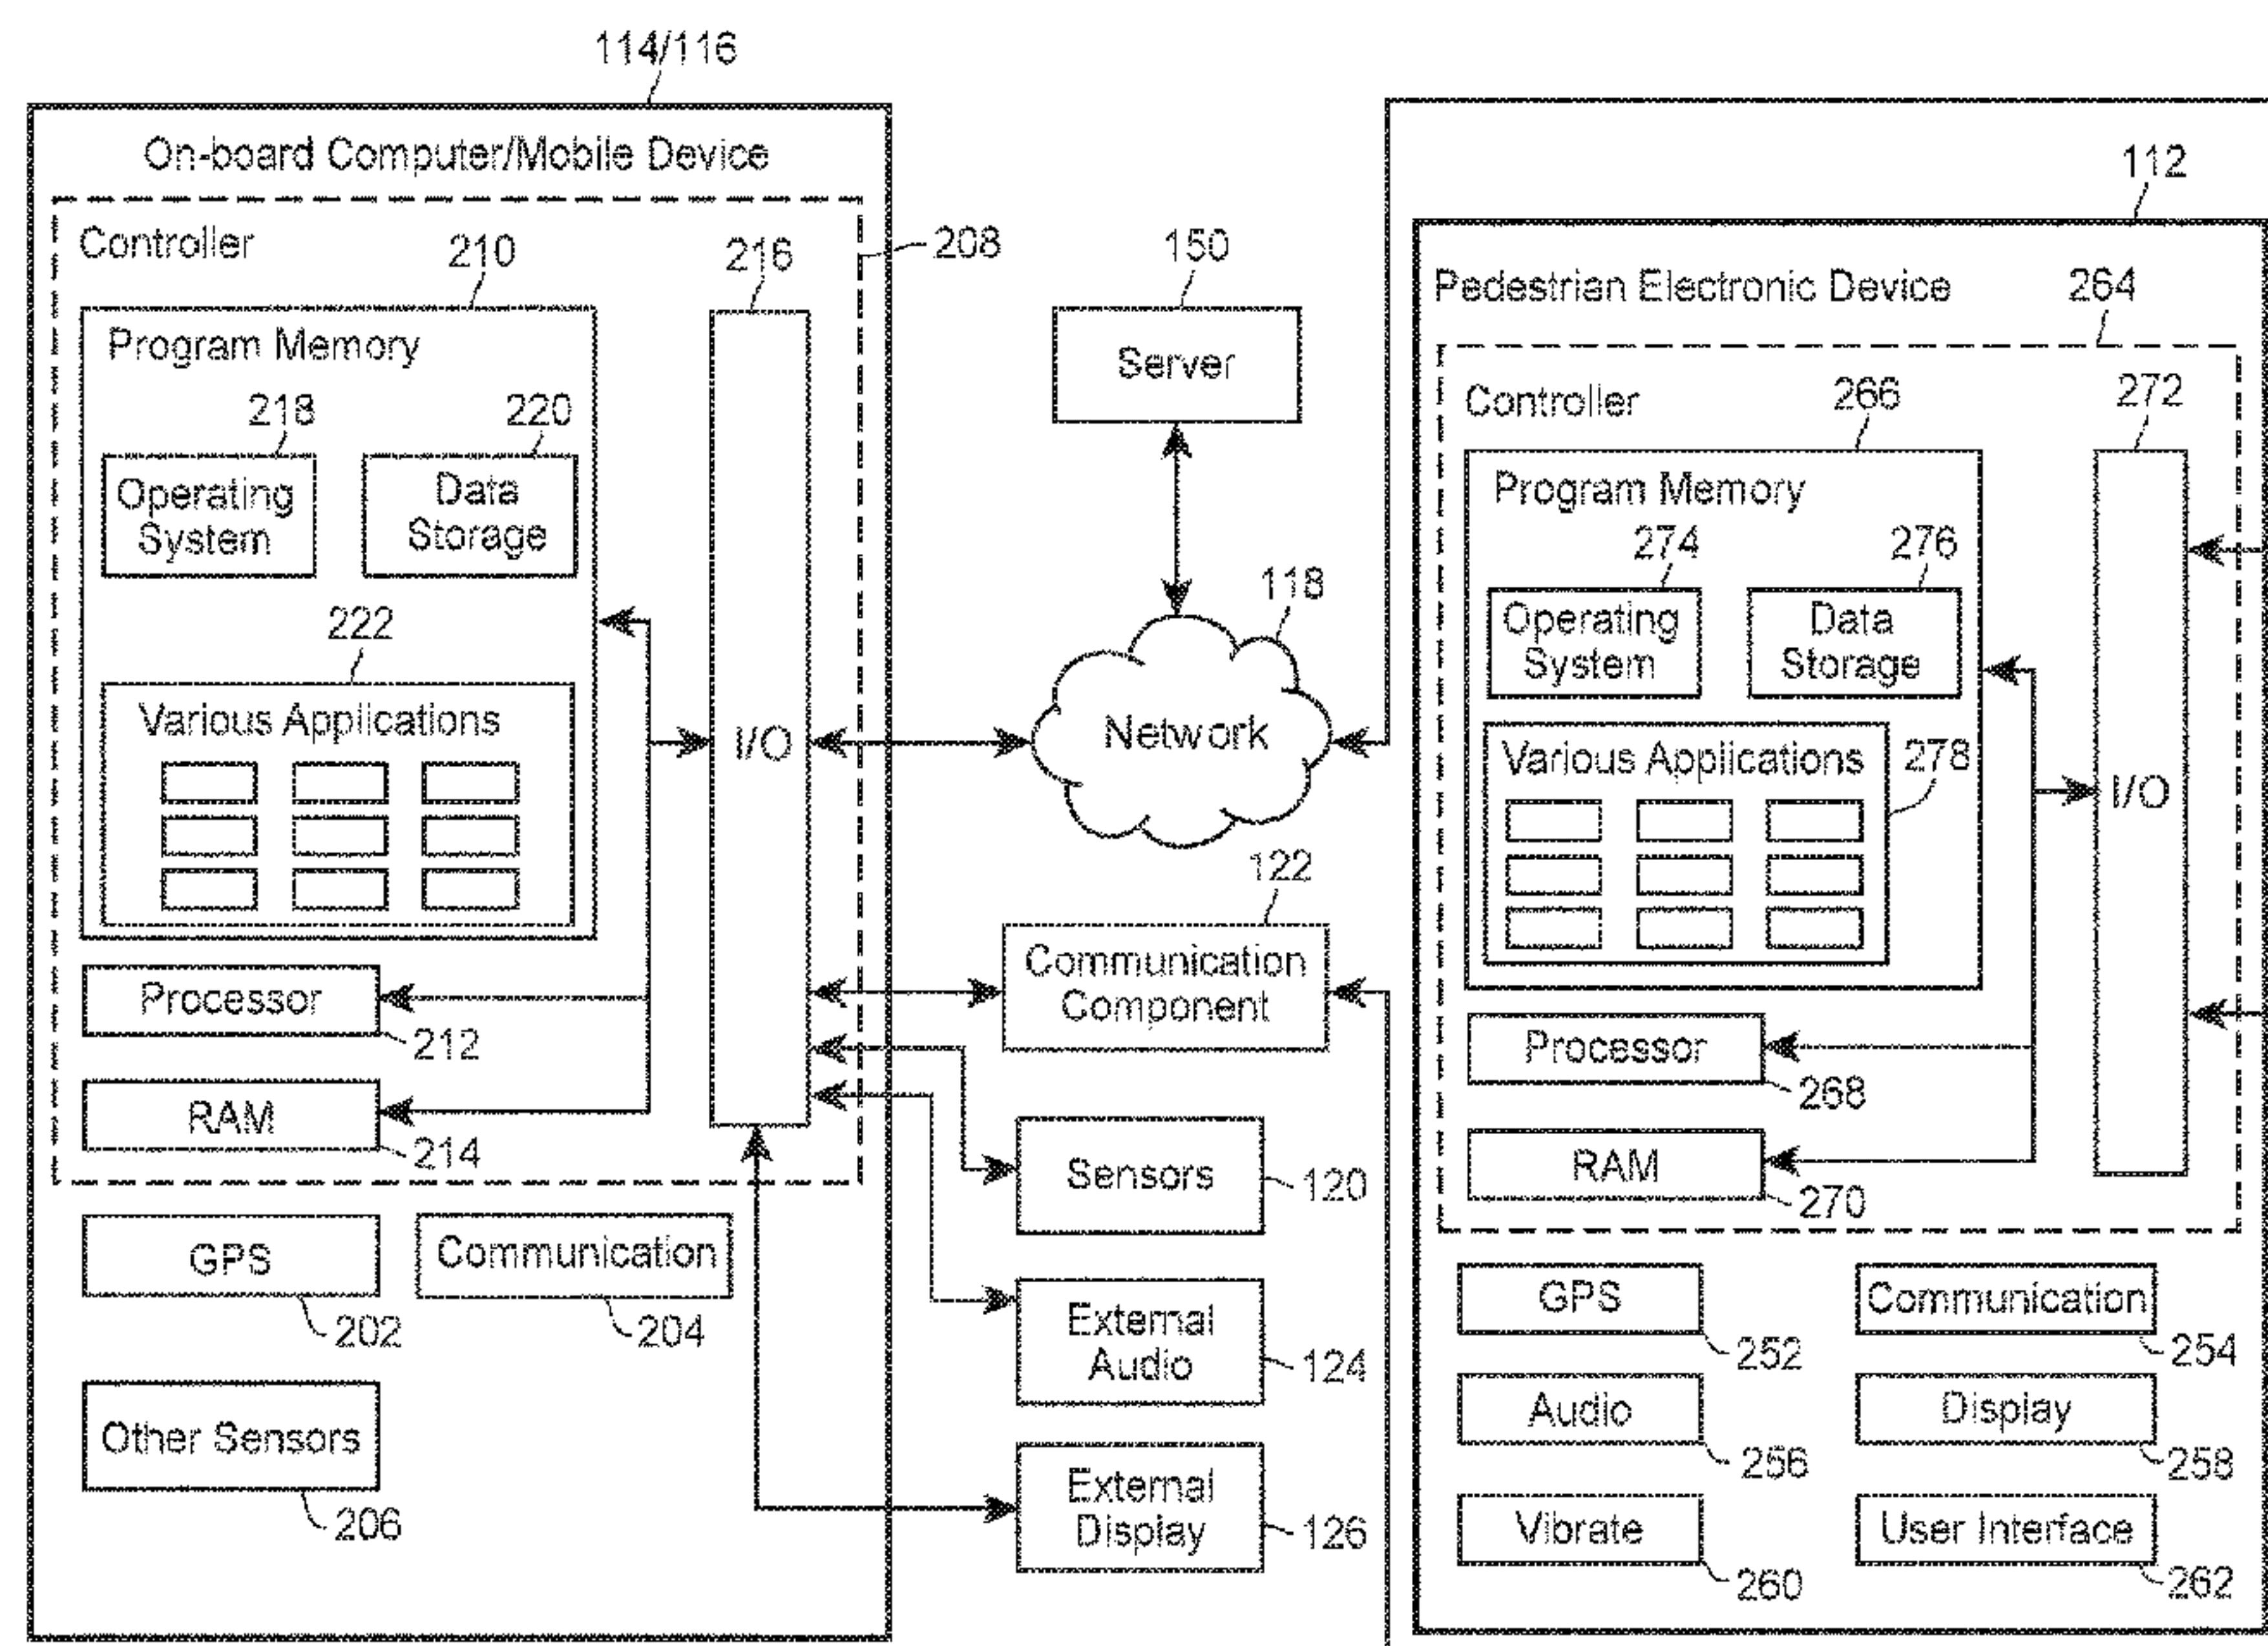 114/116
On-board Computer/Mobile Device
Controller
208
210
216
Program Memory
218
220
Operating
System
Data
Storage
222
Various Applications
I/O
Processor
212
RAM
214
GPS
202
Communication
204
Other Sensors
206
150
Server
118
Network
122
Communication
Component
Sensors
120
External
Audio
124
External
Display
126
112
Pedestrian Electronic Device
264
Controller
266
272
Program Memory
274
276
Operating
System
Data
Storage
Various Applications
278
I/O
Processor
268
RAM
270
GPS
252
Communication
254
Audio
256
Display
258
Vibrate
260
User Interface
262